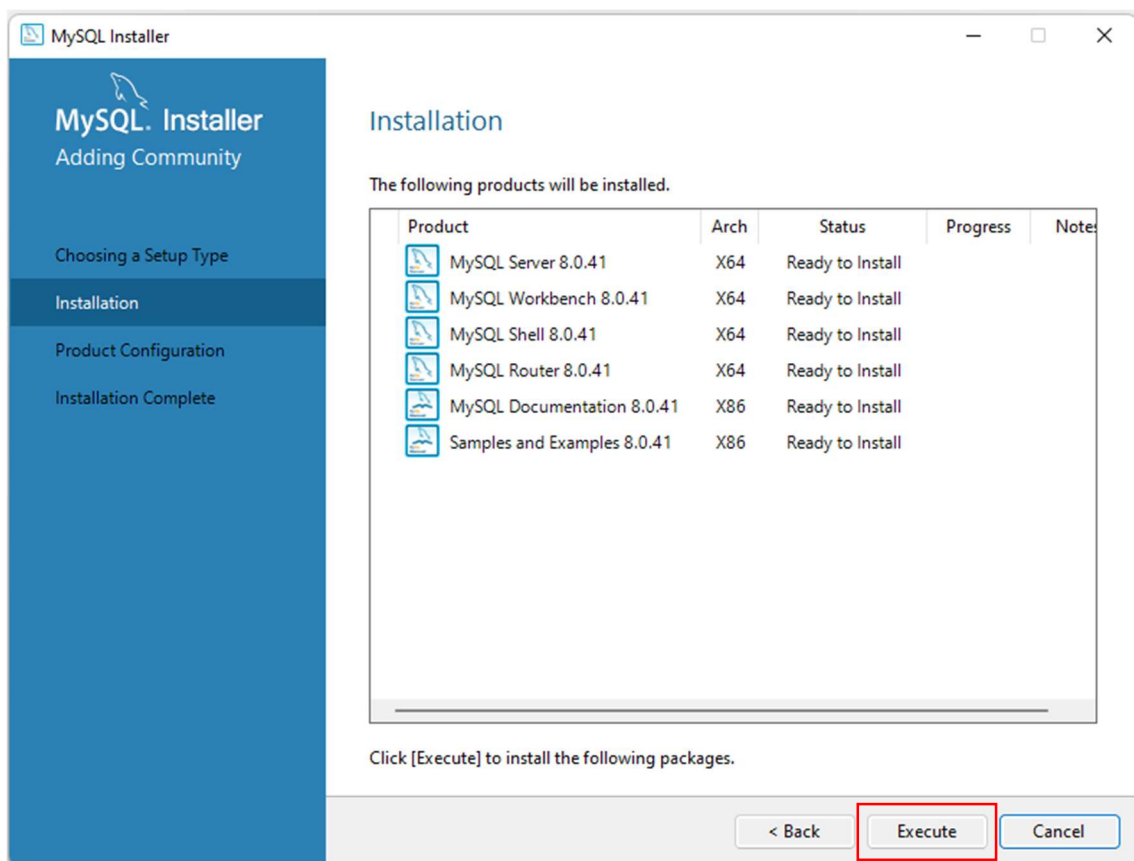 MySQL Installer
MySQL. Installer
Adding Community
Choosing a Setup Type
Installation
Product Configuration
Installation Complete
Installation
The following products will be installed.
Product Arch Status Progress Notes
MySQL Server 8.0.41 X64 Ready to Install
MySQL Workbench 8.0.41 X64 Ready to Install
MySQL Shell 8.0.41 X64 Ready to Install
MySQL Router 8.0.41 X64 Ready to Install
MySQL Documentation 8.0.41 X86 Ready to Install
Samples and Examples 8.0.41 X86 Ready to Install
Click [Execute] to install the following packages.
< Back Execute Cancel